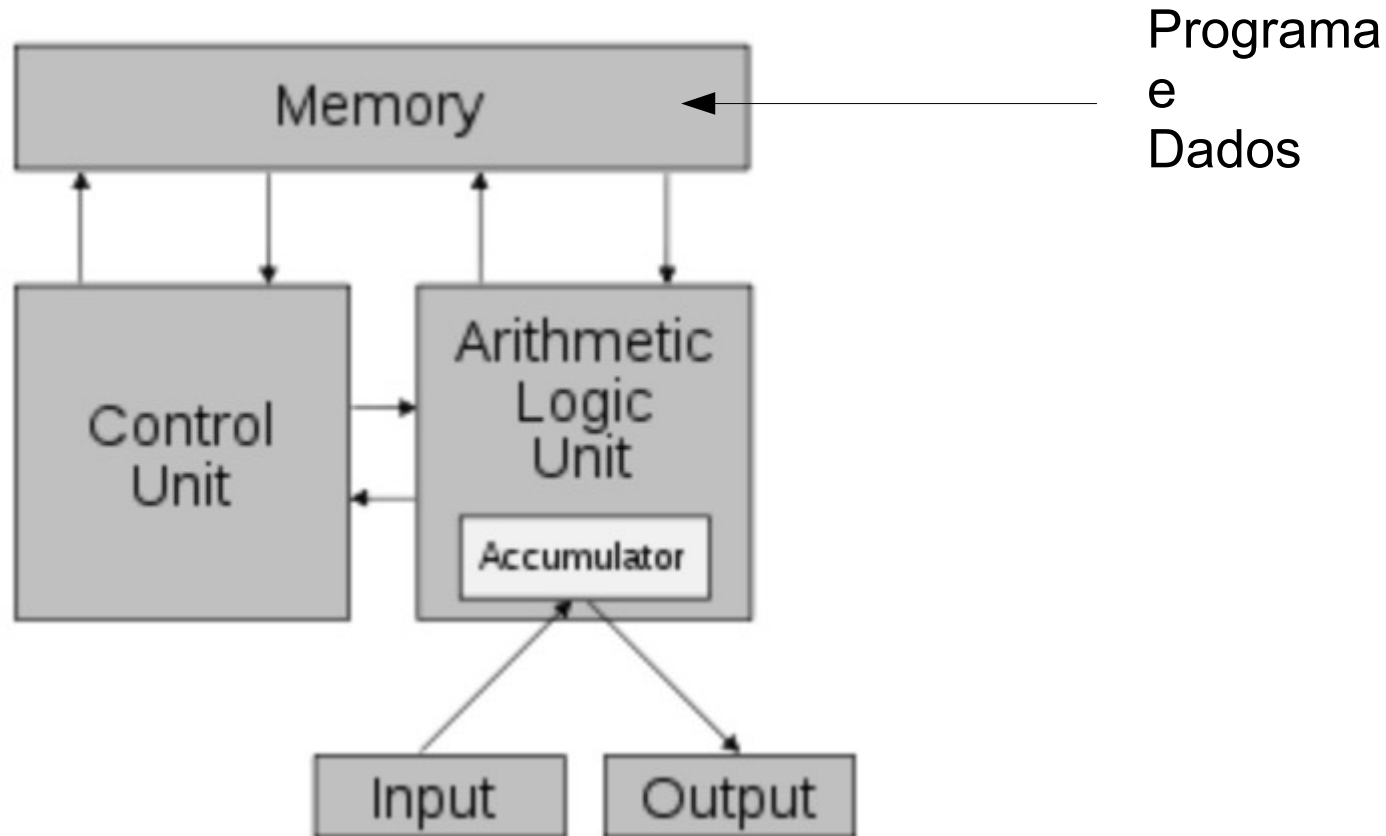 Programa
e
Dados
Memory
Control
Unit
Arithmetic
Logic
Unit
Accumulator
Input
Output